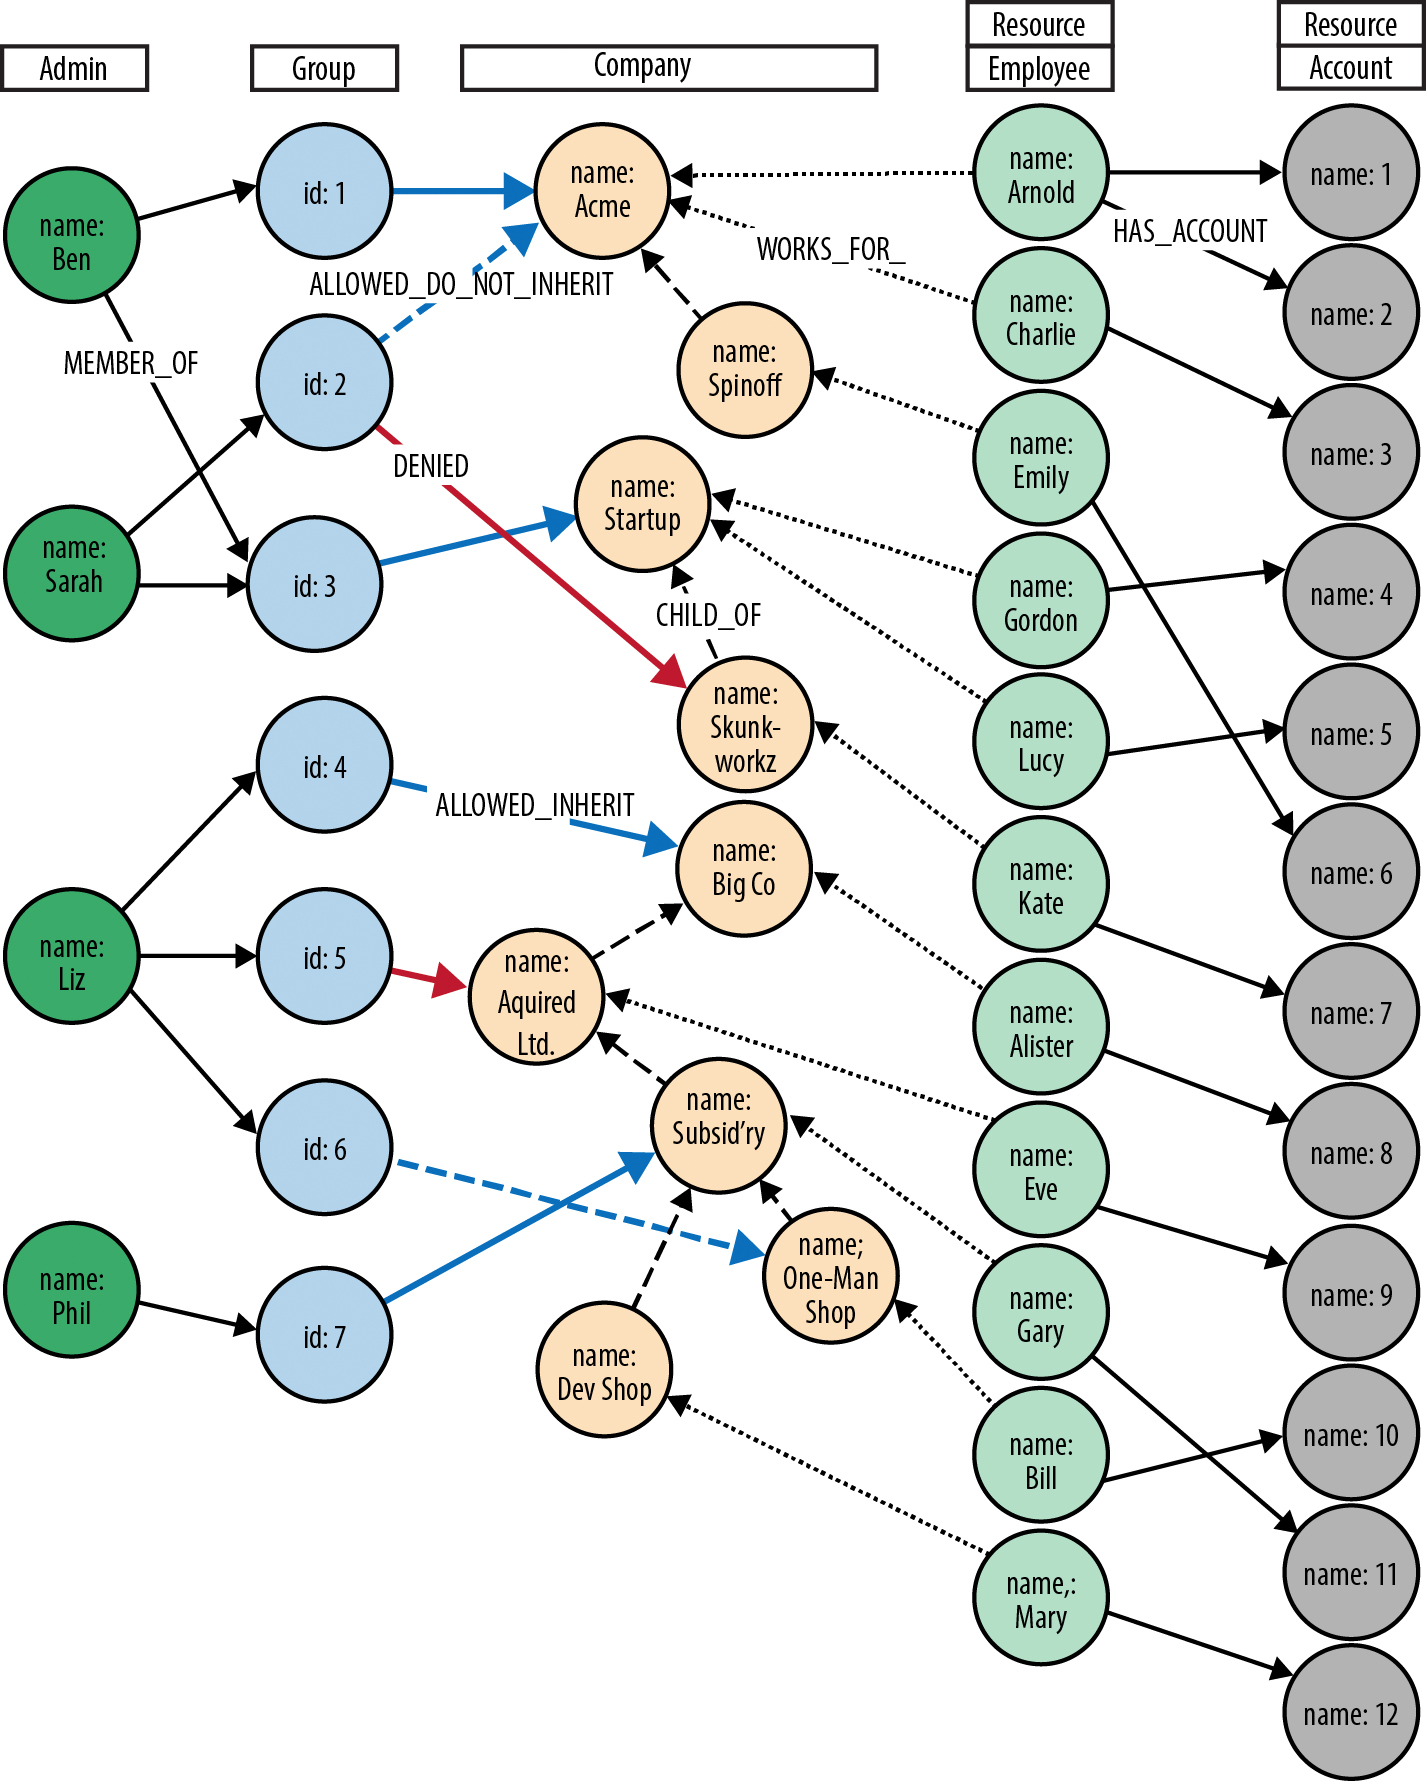 Admin
Group
Company
Resource
Employee
Resource
Account
name:
Ben
name:
Sarah
name:
Liz
name:
Phil
MEMBER_OF
id: 1
id: 2
id: 3
id: 4
id: 5
id: 6
id: 7
ALLOWED_DO_NOT_INHERIT
DENIED
ALLOWED_INHERIT
name:
Acme
name:
Spinoff
name:
Startup
CHILD_OF
name:
Skunk-
workz
name:
Big Co
name:
Aquired
Ltd.
name:
Subsid’ry
name;
One-Man
Shop
name:
Dev Shop
WORKS_FOR_
name:
Arnold
name:
Charlie
name:
Emily
name:
Gordon
name:
Lucy
name:
Kate
name:
Alister
name:
Eve
name:
Gary
name:
Bill
name,:
Mary
HAS_ACCOUNT
name: 1
name: 2
name: 3
name: 4
name: 5
name: 6
name: 7
name: 8
name: 9
name: 10
name: 11
name: 12